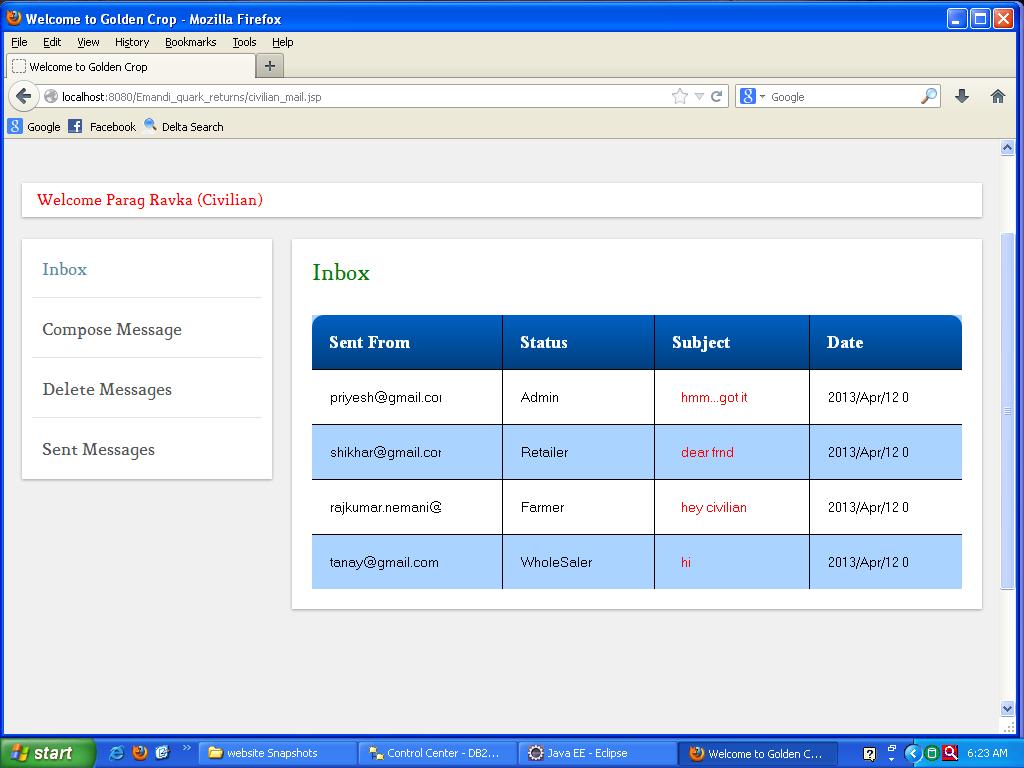 Welcome to Golden Crop - Mozilla Firefox
File Edit View History Bookmarks Tools Help
Welcome to Golden Crop
localhost:8080/Emandi_quark_returns/civilian_mail.jsp
Google
Google Facebook Delta Search
Welcome Parag Ravka (Civilian)
Inbox
Compose Message
Delete Messages
Sent Messages
Inbox
Sent From Status Subject Date
priyesh@gmail.cor Admin hmm...got it 2013/Apr/12 0
shikhar@gmail.cor Retailer dear frnd 2013/Apr/12 0
rajkumar.nemani@ Farmer hey civilian 2013/Apr/12 0
tanay@gmail.com WholeSaler hi 2013/Apr/12 0
start website Snapshots Control Center - DB2... Java EE - Eclipse Welcome to Golden C... 6:23 AM